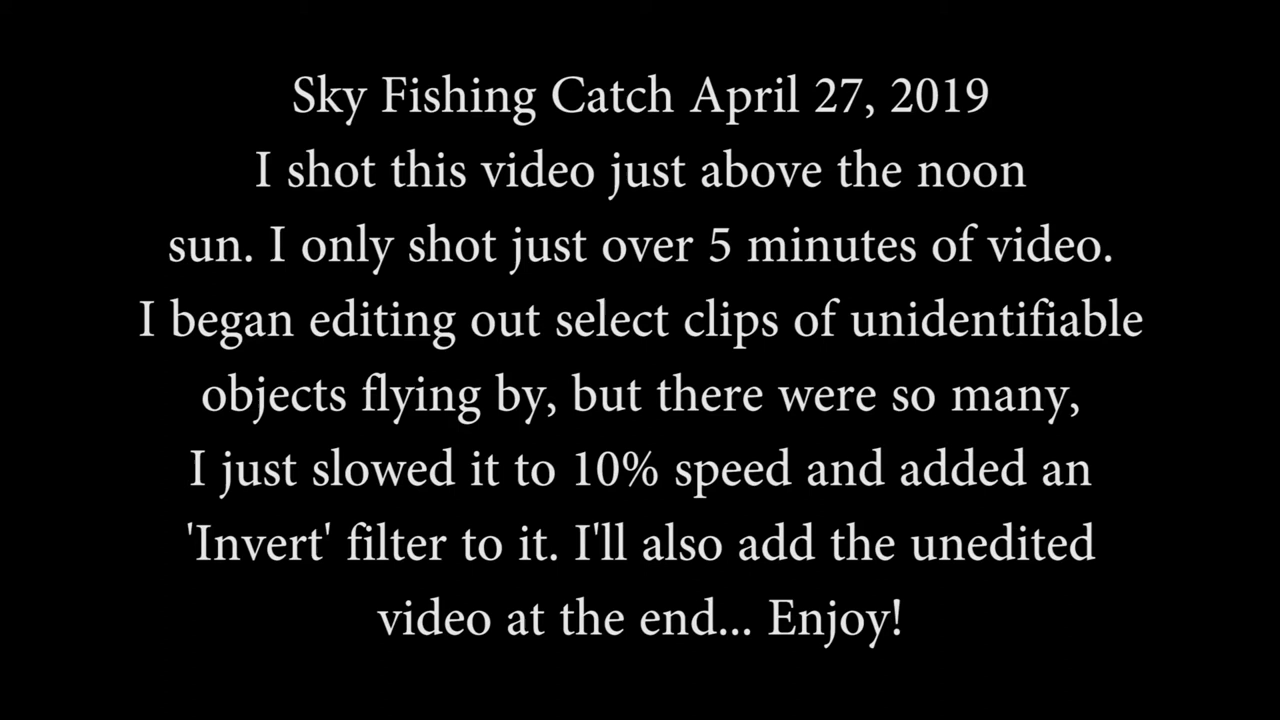 Sky Fishing Catch April 27, 2019
I shot this video just above the noon
sun. I only shot just over 5 minutes of video.
I began editing out select clips of unidentifiable
objects flying by, but there were so many,
I just slowed it to 10% speed and added an
'Invert' filter to it. I'll also add the unedited
video at the end... Enjoy!